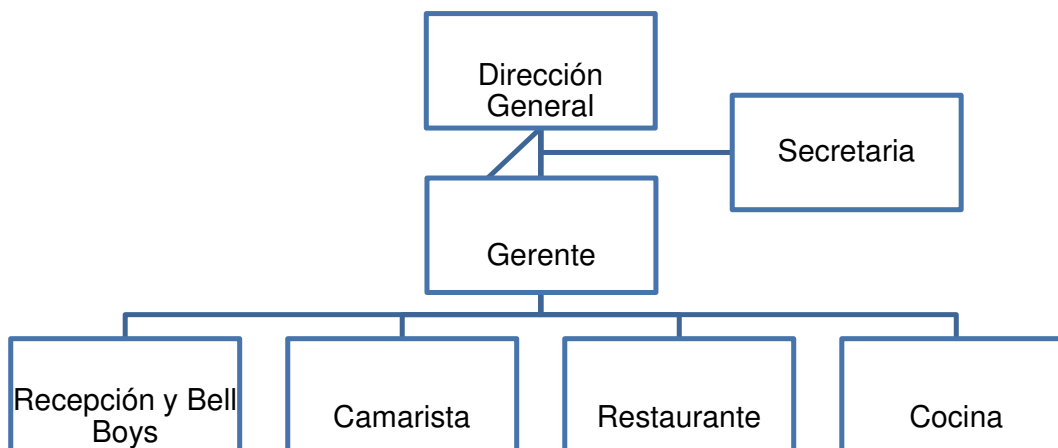 Dirección
General
Secretaria
Gerente
Recepción y Bell
Boys
Camarista
Restaurante
Cocina